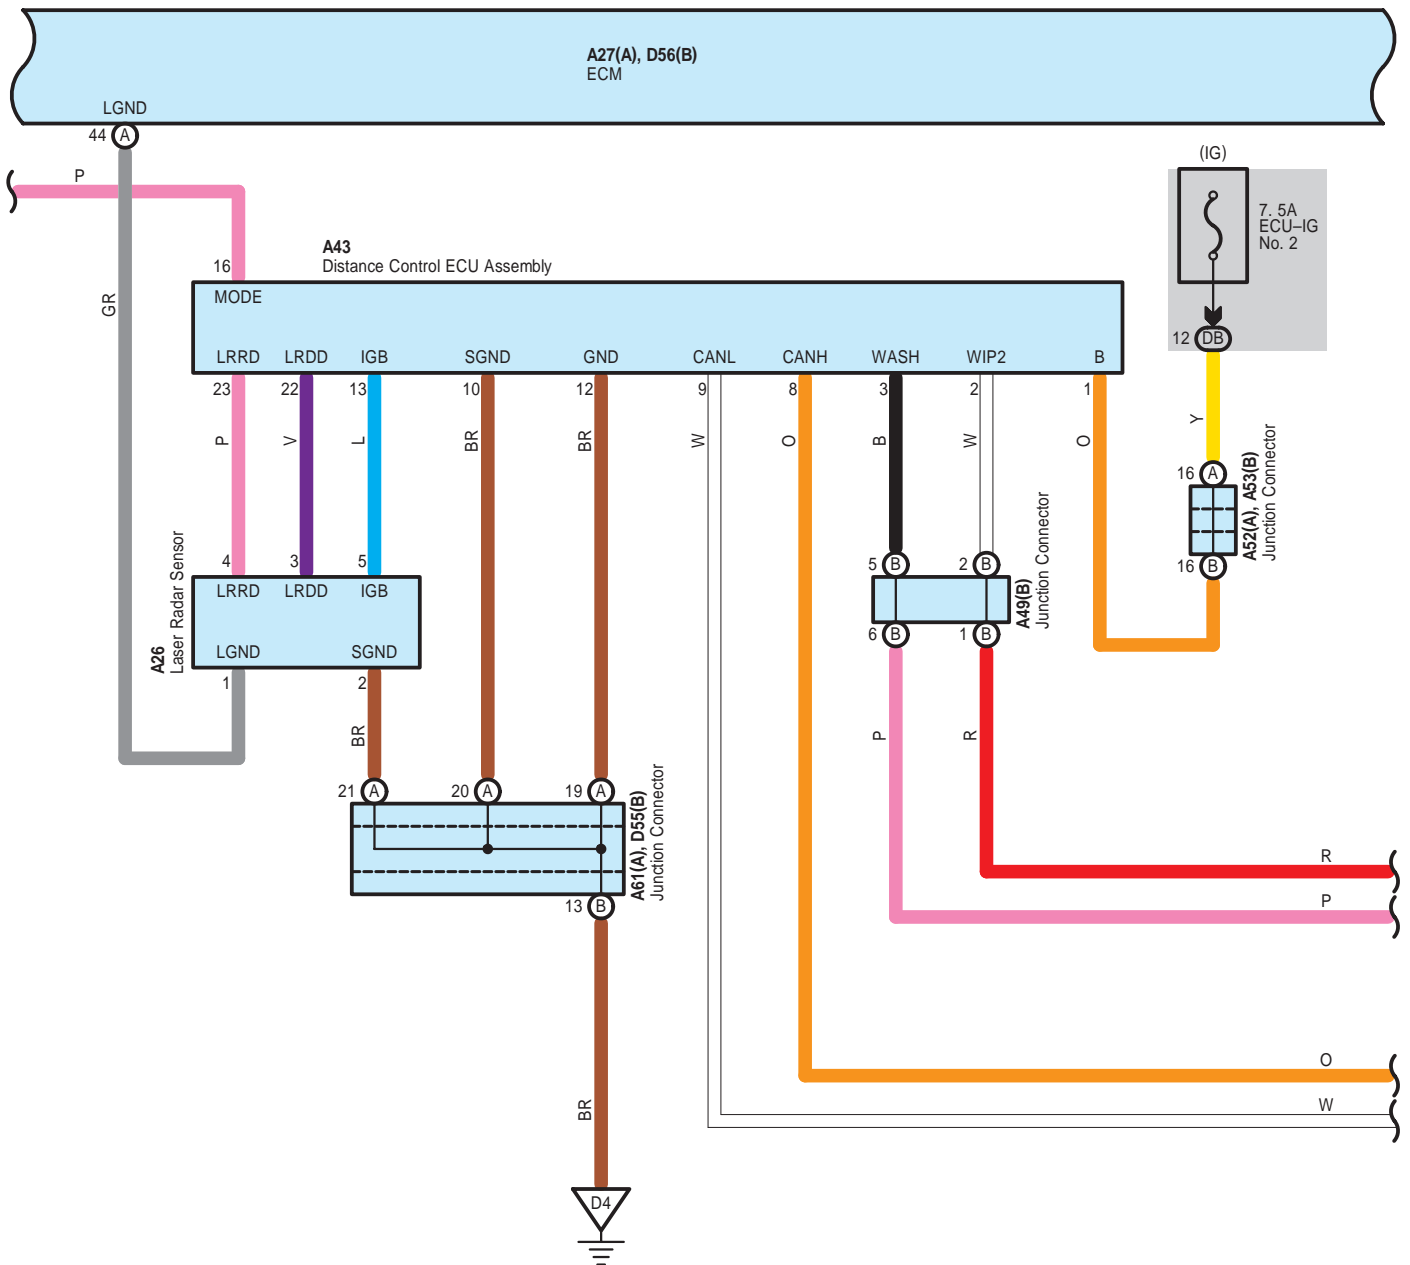 A27(A), D56(B)
ECM
LGND
44 A
(IG)
P
7. 5A
ECU–IG
No. 2
A43
Distance Control ECU Assembly
16
GR
MODE
12 DB
LRRD LRDD IGB SGND GND CANL CANH WASH WIP2 B
23 22 13 10 12 9 8 3 2 1
P V L BR BR W O B W O Y
16 A
A52(A), A53(B)
Junction Connector
16 B
4 3 5
5 B 2 B
A26
Laser Radar Sensor
LRRD LRDD IGB
A49(B)
Junction Connector
6 B 1 B
LGND SGND
1 2
BR P R
21 A 20 A 19 A
A61(A), D55(B)
Junction Connector
13 B
R
P
O
W
BR
D4